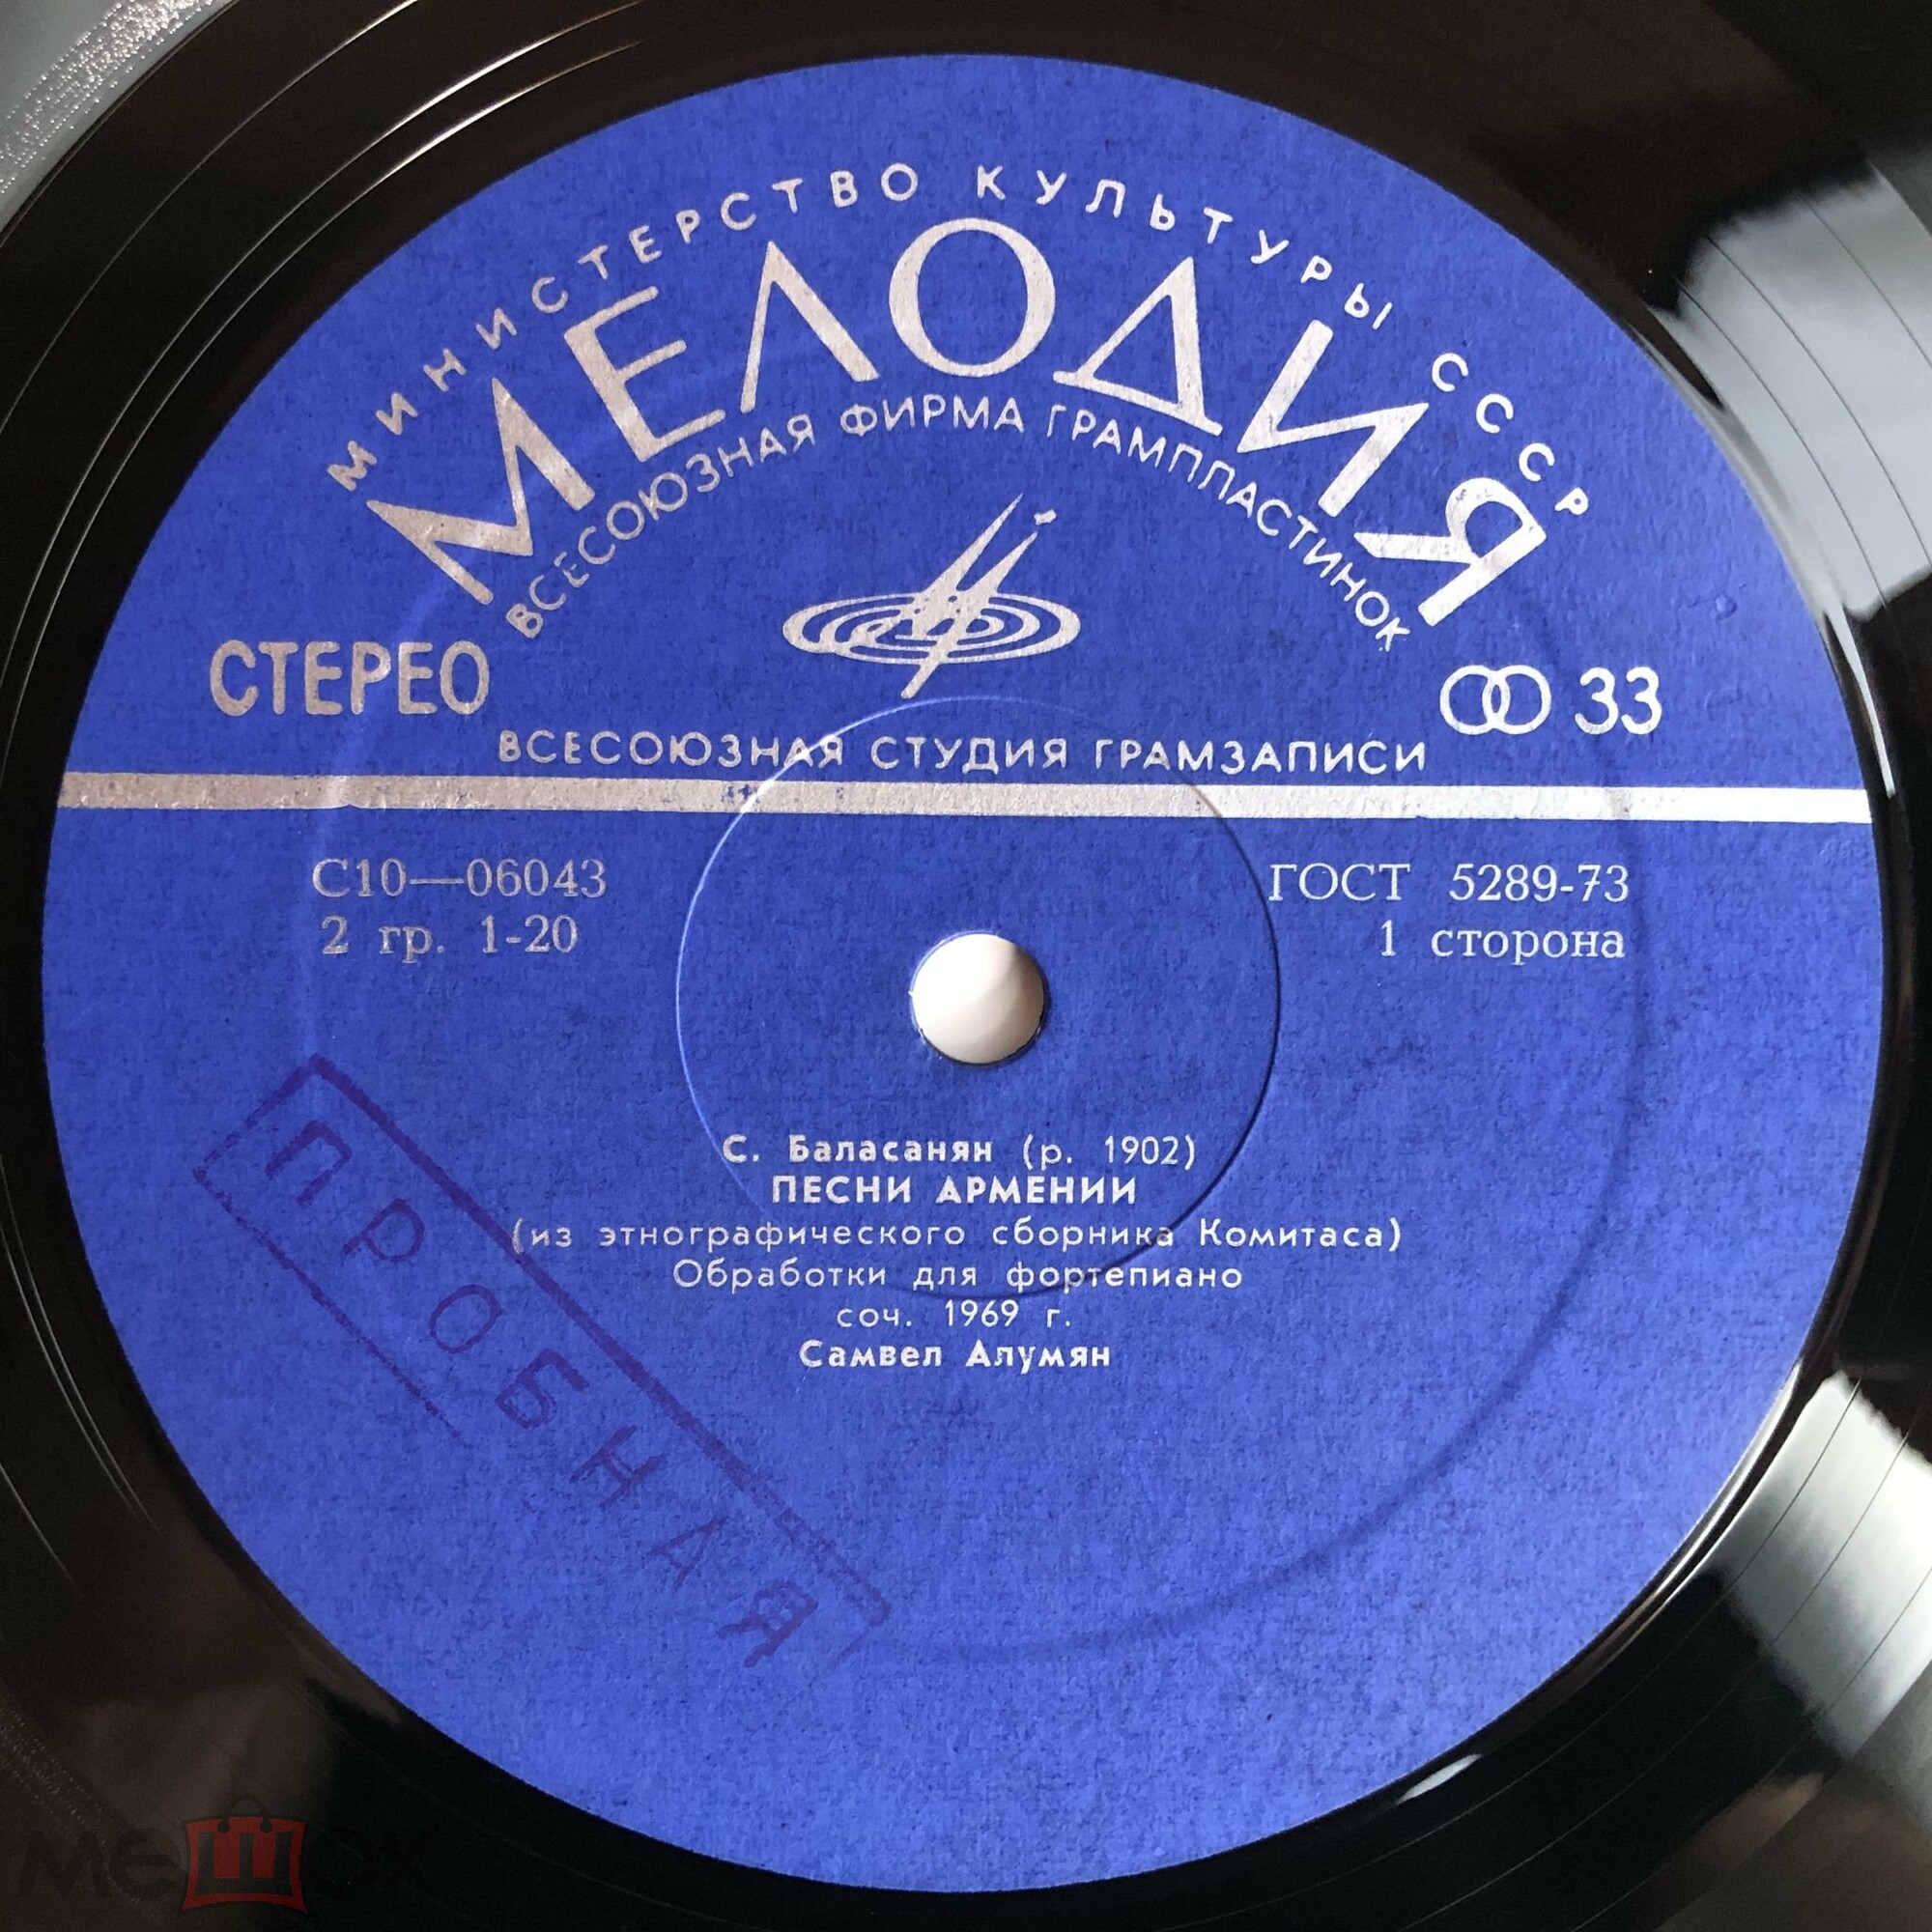 МИНИСТЕРСТВО КУЛЬТУРЫ СССР
МЕЛОДИЯ
ВСЕСОЮЗНАЯ ФИРМА ГРАМПЛАСТИНОК
СТЕРЕО
33
ВСЕСОЮЗНАЯ СТУДИЯ ГРАМЗАПИСИ
С10—06043
ГОСТ 5289-73
2 гр. 1-20
1 сторона
С. Баласанян (р. 1902)
ПЕСНИ АРМЕНИИ
(из этнографического сборника Комитаса)
Обработки для фортепиано
соч. 1969 г.
Самвел Алумян
ПРОБНАЯ
мешок